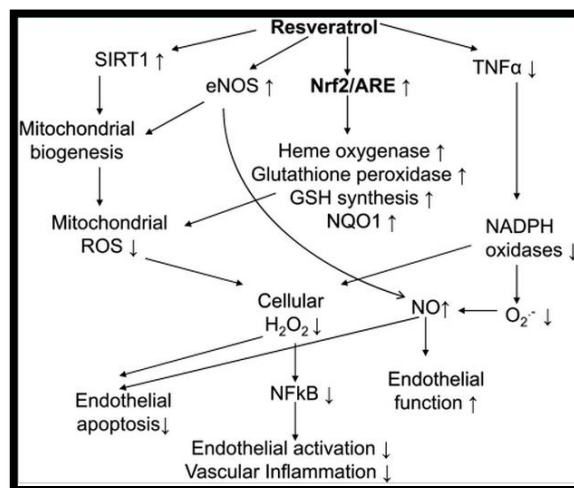 Resveratrol
SIRT1 ↑
eNOS ↑
Nrf2/ARE ↑
TNFα ↓
Mitochondrial
biogenesis
Heme oxygenase ↑
Glutathione peroxidase ↑
GSH synthesis ↑
NQO1 ↑
Mitochondrial
ROS ↓
NADPH
oxidases ↓
Cellular
H₂O₂ ↓
NO↑
O₂·⁻ ↓
Endothelial
apoptosis↓
NFkB ↓
Endothelial
function ↑
Endothelial activation ↓
Vascular Inflammation ↓